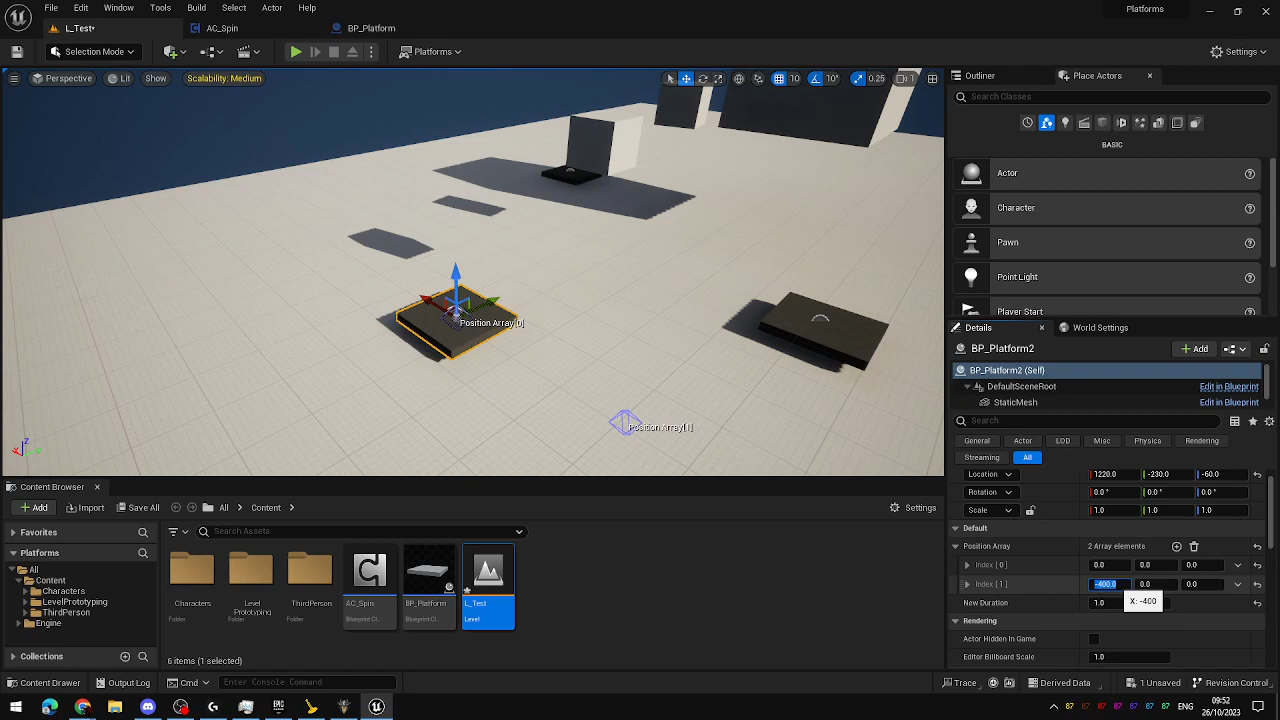 File Edit Window Tools Build Select Actor Help
Platforms
L_Test•
AC_Spin
BP_Platform
Selection Mode
Platforms
Settings
Perspective
Lit
Show
Scalability: Medium
10
10°
0.25
1
Position Array[0]
Position Array[1]
Z
Outliner
Place Actors
Search Classes
BASIC
Actor
Character
Pawn
Point Light
Player Start
Details
World Settings
BP_Platform2
Add
BP_Platform2 (Self)
DefaultSceneRoot Edit in Blueprint
StaticMesh Edit in Blueprint
Search
General Actor LOD Misc Physics Rendering
Streaming All
Location 1220.0 -230.0 -60.0
Rotation 0.0° 0.0° 0.0°
Scale 1.0 1.0 1.0
Default
Position Array 2 Array elements
Index [ 0 ] 0.0 0.0 0.0
Index [ 1 ] -400.0 0.0
X: -400
New Duration 1.0
Rendering
Actor Hidden In Game
Editor Billboard Scale 1.0
Content Browser
Add Import Save All All Content Settings
Favorites
Platforms
All
Content
Characters
LevelPrototyping
ThirdPerson
Engine
Collections
Search Assets
Characters
Folder
Level
Prototyping
Folder
ThirdPerson
Folder
AC_Spin
Blueprint Cl...
BP_Platform
Blueprint Cl...
L_Test
Level
6 items (1 selected)
Content Drawer Output Log Cmd Enter Console Command
Trace Derived Data 1 Unsaved Revision Control
ENG
09:52
26/10/2023